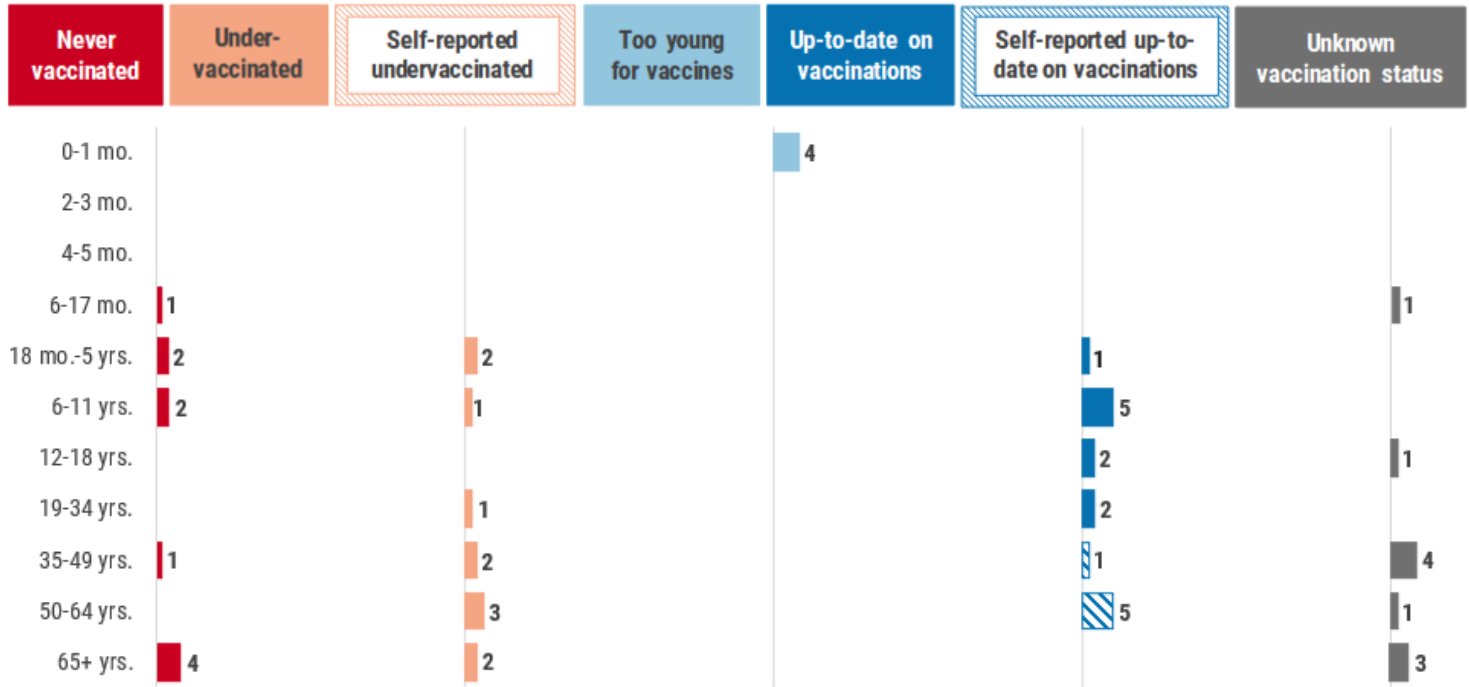 Never
vaccinated
Under-
vaccinated
Self-reported
undervaccinated
Too young
for vaccines
Up-to-date on
vaccinations
Self-reported up-to-
date on vaccinations
Unknown
vaccination status
0-1 mo. 4
2-3 mo.
4-5 mo.
6-17 mo. 1 1
18 mo.-5 yrs. 2 2 1
6-11 yrs. 2 1 5
12-18 yrs. 2 1
19-34 yrs. 1 2
35-49 yrs. 1 2 1 4
50-64 yrs. 3 5 1
65+ yrs. 4 2 3